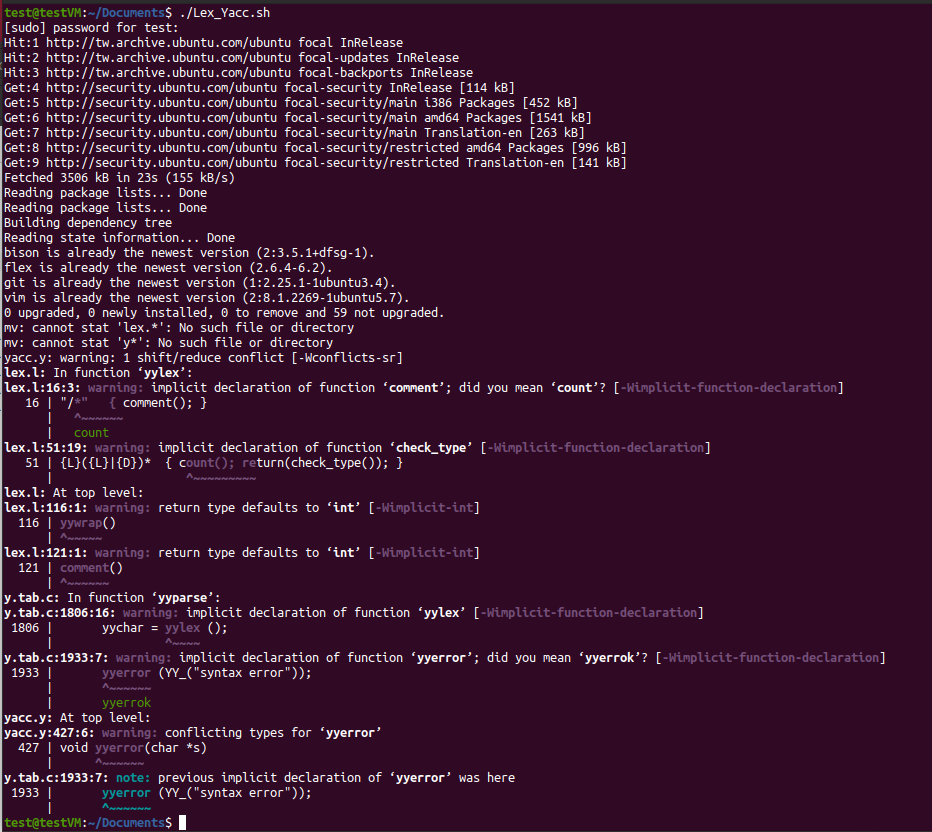 test@testVM:~/Documents$ ./Lex_Yacc.sh
[sudo] password for test:
Hit:1 http://tw.archive.ubuntu.com/ubuntu focal InRelease
Hit:2 http://tw.archive.ubuntu.com/ubuntu focal-updates InRelease
Hit:3 http://tw.archive.ubuntu.com/ubuntu focal-backports InRelease
Get:4 http://security.ubuntu.com/ubuntu focal-security InRelease [114 kB]
Get:5 http://security.ubuntu.com/ubuntu focal-security/main i386 Packages [452 kB]
Get:6 http://security.ubuntu.com/ubuntu focal-security/main amd64 Packages [1541 kB]
Get:7 http://security.ubuntu.com/ubuntu focal-security/main Translation-en [263 kB]
Get:8 http://security.ubuntu.com/ubuntu focal-security/restricted amd64 Packages [996 kB]
Get:9 http://security.ubuntu.com/ubuntu focal-security/restricted Translation-en [141 kB]
Fetched 3506 kB in 23s (155 kB/s)
Reading package lists... Done
Reading package lists... Done
Building dependency tree
Reading state information... Done
bison is already the newest version (2:3.5.1+dfsg-1).
flex is already the newest version (2.6.4-6.2).
git is already the newest version (1:2.25.1-1ubuntu3.4).
vim is already the newest version (2:8.1.2269-1ubuntu5.7).
0 upgraded, 0 newly installed, 0 to remove and 59 not upgraded.
mv: cannot stat 'lex.*': No such file or directory
mv: cannot stat 'y*': No such file or directory
yacc.y: warning: 1 shift/reduce conflict [-Wconflicts-sr]
lex.l: In function ‘yylex’:
lex.l:16:3: warning: implicit declaration of function ‘comment’; did you mean ‘count’? [-Wimplicit-function-declaration]
   16 | "/*"   { comment(); }
      |   ^~~~~~~
      |   count
lex.l:51:19: warning: implicit declaration of function ‘check_type’ [-Wimplicit-function-declaration]
   51 | {L}({L}|{D})*  { count(); return(check_type()); }
      |                   ^~~~~~~~~~
lex.l: At top level:
lex.l:116:1: warning: return type defaults to ‘int’ [-Wimplicit-int]
  116 | yywrap()
      | ^~~~~~
lex.l:121:1: warning: return type defaults to ‘int’ [-Wimplicit-int]
  121 | comment()
      | ^~~~~~~
y.tab.c: In function ‘yyparse’:
y.tab.c:1806:16: warning: implicit declaration of function ‘yylex’ [-Wimplicit-function-declaration]
 1806 |       yychar = yylex ();
      |                ^~~~~
y.tab.c:1933:7: warning: implicit declaration of function ‘yyerror’; did you mean ‘yyerrok’? [-Wimplicit-function-declaration]
 1933 |       yyerror (YY_("syntax error"));
      |       ^~~~~~~
      |       yyerrok
yacc.y: At top level:
yacc.y:427:6: warning: conflicting types for ‘yyerror’
  427 | void yyerror(char *s)
      |      ^~~~~~~
y.tab.c:1933:7: note: previous implicit declaration of ‘yyerror’ was here
 1933 |       yyerror (YY_("syntax error"));
      |       ^~~~~~~
test@testVM:~/Documents$